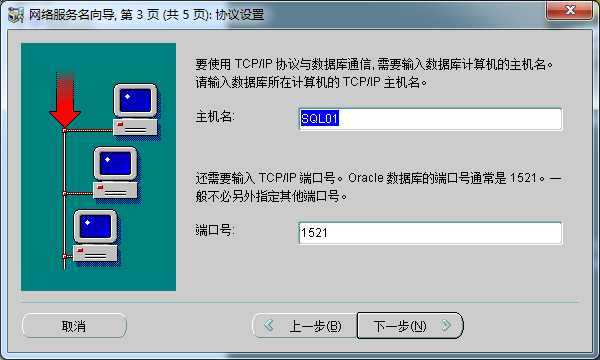 网络服务名向导, 第 3 页 (共 5 页): 协议设置
要使用 TCP/IP 协议与数据库通信, 需要输入数据库计算机的主机名。
请输入数据库所在计算机的 TCP/IP 主机名。
主机名:
SQL01
还需要输入 TCP/IP 端口号。Oracle 数据库的端口号通常是 1521。一
般不必另外指定其他端口号。
端口号:
1521
取消
上一步(B)
下一步(N)